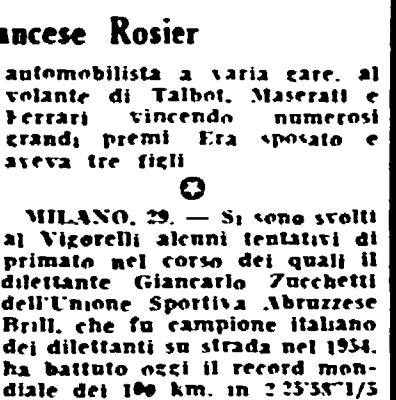 ancese Rosier
automobilista a varia gare. al
volante di Talbot, Maserati e
Ferrari vincendo numerosi
grandi premi Era sposato e
aveva tre figli
MILANO, 29. — Si sono svolti
al Vigorelli alcuni tentativi di
primato nel corso dei quali il
dilettante Giancarlo Zucchetti
dell'Unione Sportiva Abruzzese
Brill, che fu campione italiano
dei dilettanti su strada nel 1954,
ha battuto oggi il record mon-
diale dei 100 km. in